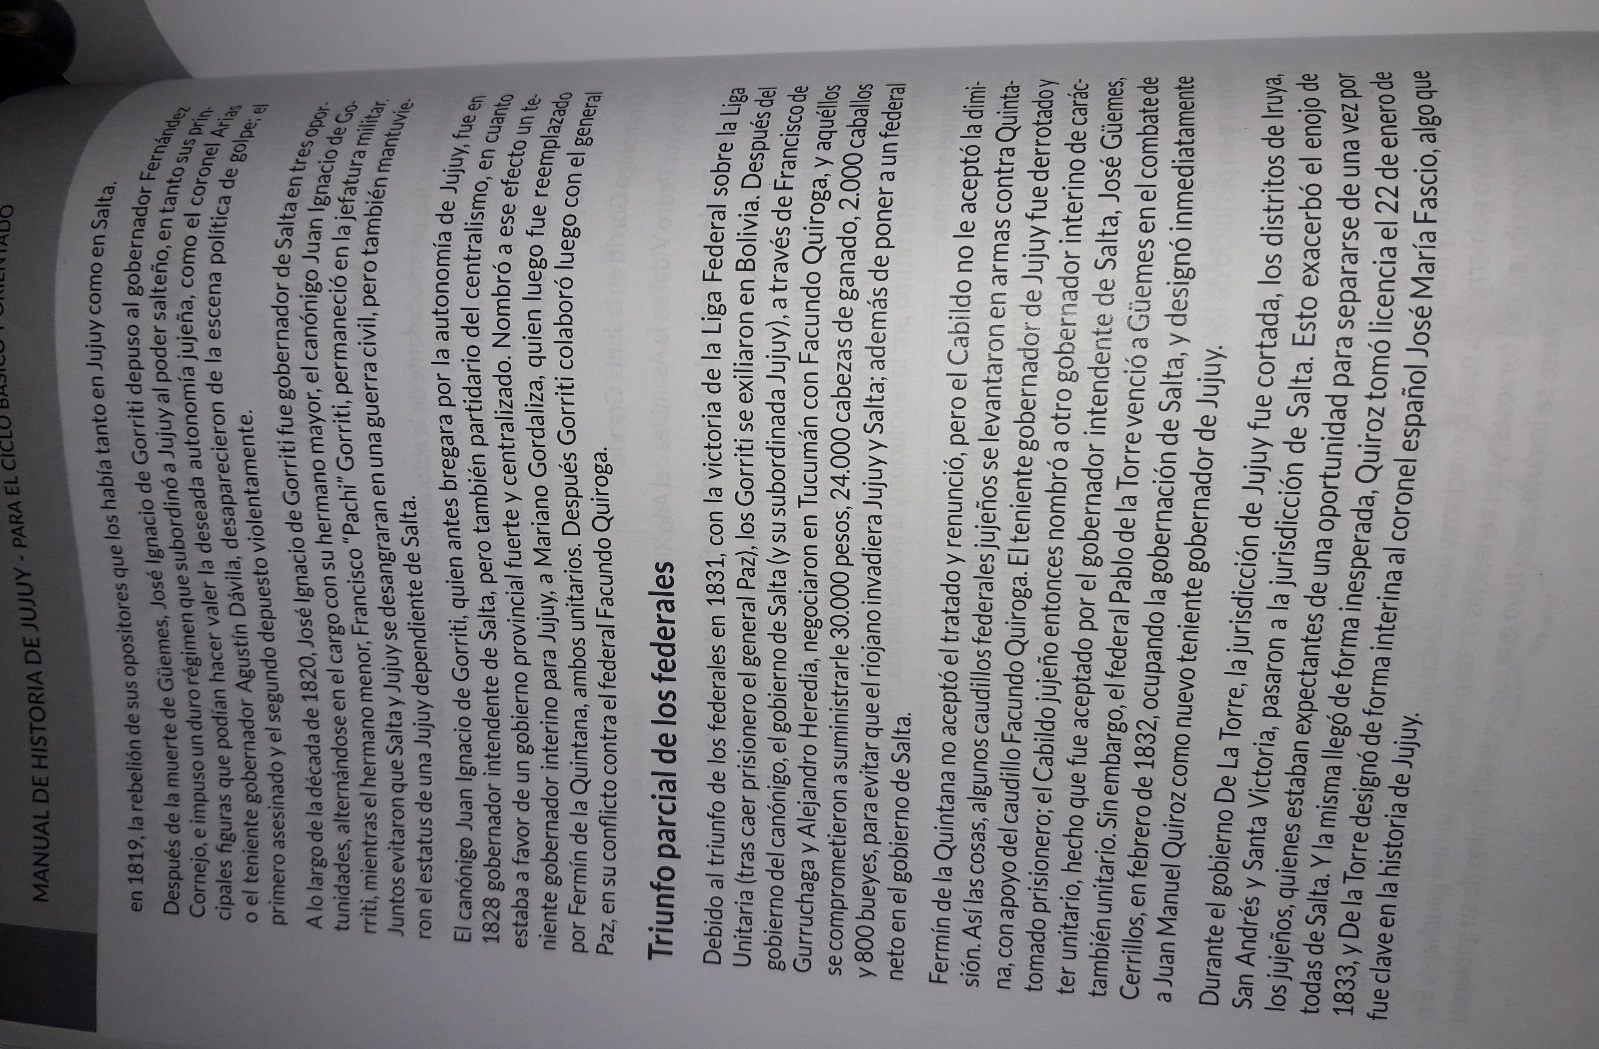 MANUAL DE HISTORIA DE JUJUY - PARA EL CICLO BÁSICO Y ORIENTADO
en 1819, la rebelión de sus opositores que los había tanto en Jujuy como en Salta.
Después de la muerte de Güemes, José Ignacio de Gorriti depuso al gobernador Fernández
Cornejo, e impuso un duro régimen que subordinó a Jujuy al poder salteño, en tanto sus prin-
cipales figuras que podían hacer valer la deseada autonomía jujeña, como el coronel Arias
o el teniente gobernador Agustín Dávila, desaparecieron de la escena política de golpe; el
primero asesinado y el segundo depuesto violentamente.
A lo largo de la década de 1820, José Ignacio de Gorriti fue gobernador de Salta en tres opor-
tunidades, alternándose en el cargo con su hermano mayor, el canónigo Juan Ignacio de Go-
rriti, mientras el hermano menor, Francisco “Pachi” Gorriti, permaneció en la jefatura militar.
Juntos evitaron que Salta y Jujuy se desangraran en una guerra civil, pero también mantuvie-
ron el estatus de una Jujuy dependiente de Salta.
El canónigo Juan Ignacio de Gorriti, quien antes bregara por la autonomía de Jujuy, fue en
1828 gobernador intendente de Salta, pero también partidario del centralismo, en cuanto
estaba a favor de un gobierno provincial fuerte y centralizado. Nombró a ese efecto un te-
niente gobernador interino para Jujuy, a Mariano Gordaliza, quien luego fue reemplazado
por Fermín de la Quintana, ambos unitarios. Después Gorriti colaboró luego con el general
Paz, en su conflicto contra el federal Facundo Quiroga.
Triunfo parcial de los federales
Debido al triunfo de los federales en 1831, con la victoria de la Liga Federal sobre la Liga
Unitaria (tras caer prisionero el general Paz), los Gorriti se exiliaron en Bolivia. Después del
gobierno del canónigo, el gobierno de Salta (y su subordinada Jujuy), a través de Francisco de
Gurruchaga y Alejandro Heredia, negociaron en Tucumán con Facundo Quiroga, y aquéllos
se comprometieron a suministrarle 30.000 pesos, 24.000 cabezas de ganado, 2.000 caballos
y 800 bueyes, para evitar que el riojano invadiera Jujuy y Salta; además de poner a un federal
neto en el gobierno de Salta.
Fermín de la Quintana no aceptó el tratado y renunció, pero el Cabildo no le aceptó la dimi-
sión. Así las cosas, algunos caudillos federales jujeños se levantaron en armas contra Quinta-
na, con apoyo del caudillo Facundo Quiroga. El teniente gobernador de Jujuy fue derrotado y
tomado prisionero; el Cabildo jujeño entonces nombró a otro gobernador interino de carác-
ter unitario, hecho que fue aceptado por el gobernador intendente de Salta, José Güemes,
también unitario. Sin embargo, el federal Pablo de la Torre venció a Güemes en el combate de
Cerrillos, en febrero de 1832, ocupando la gobernación de Salta, y designó inmediatamente
a Juan Manuel Quiroz como nuevo teniente gobernador de Jujuy.
Durante el gobierno De La Torre, la jurisdicción de Jujuy fue cortada, los distritos de Iruya,
San Andrés y Santa Victoria, pasaron a la jurisdicción de Salta. Esto exacerbó el enojo de
los jujeños, quienes estaban expectantes de una oportunidad para separarse de una vez por
todas de Salta. Y la misma llegó de forma inesperada, Quiroz tomó licencia el 22 de enero de
1833, y De la Torre designó de forma interina al coronel español José María Fascio, algo que
fue clave en la historia de Jujuy.